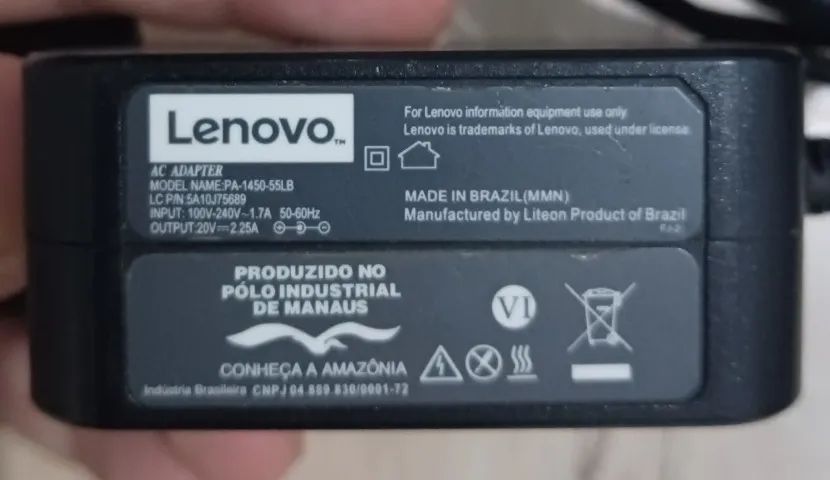 Lenovo™
AC ADAPTER
MODEL NAME:PA-1450-55LB
LC P/N:5A10J75689
INPUT: 100V-240V~1.7A 50-60Hz
OUTPUT:20V⎓2.25A
For Lenovo information equipment use only
Lenovo is trademarks of Lenovo, used under license.
MADE IN BRAZIL(MMN)
Manufactured by Liteon Product of Brazil
PRODUZIDO NO
PÓLO INDUSTRIAL
DE MANAUS
CONHEÇA A AMAZÔNIA
Indústria Brasileira CNPJ 04 889 830/0001-72
VI